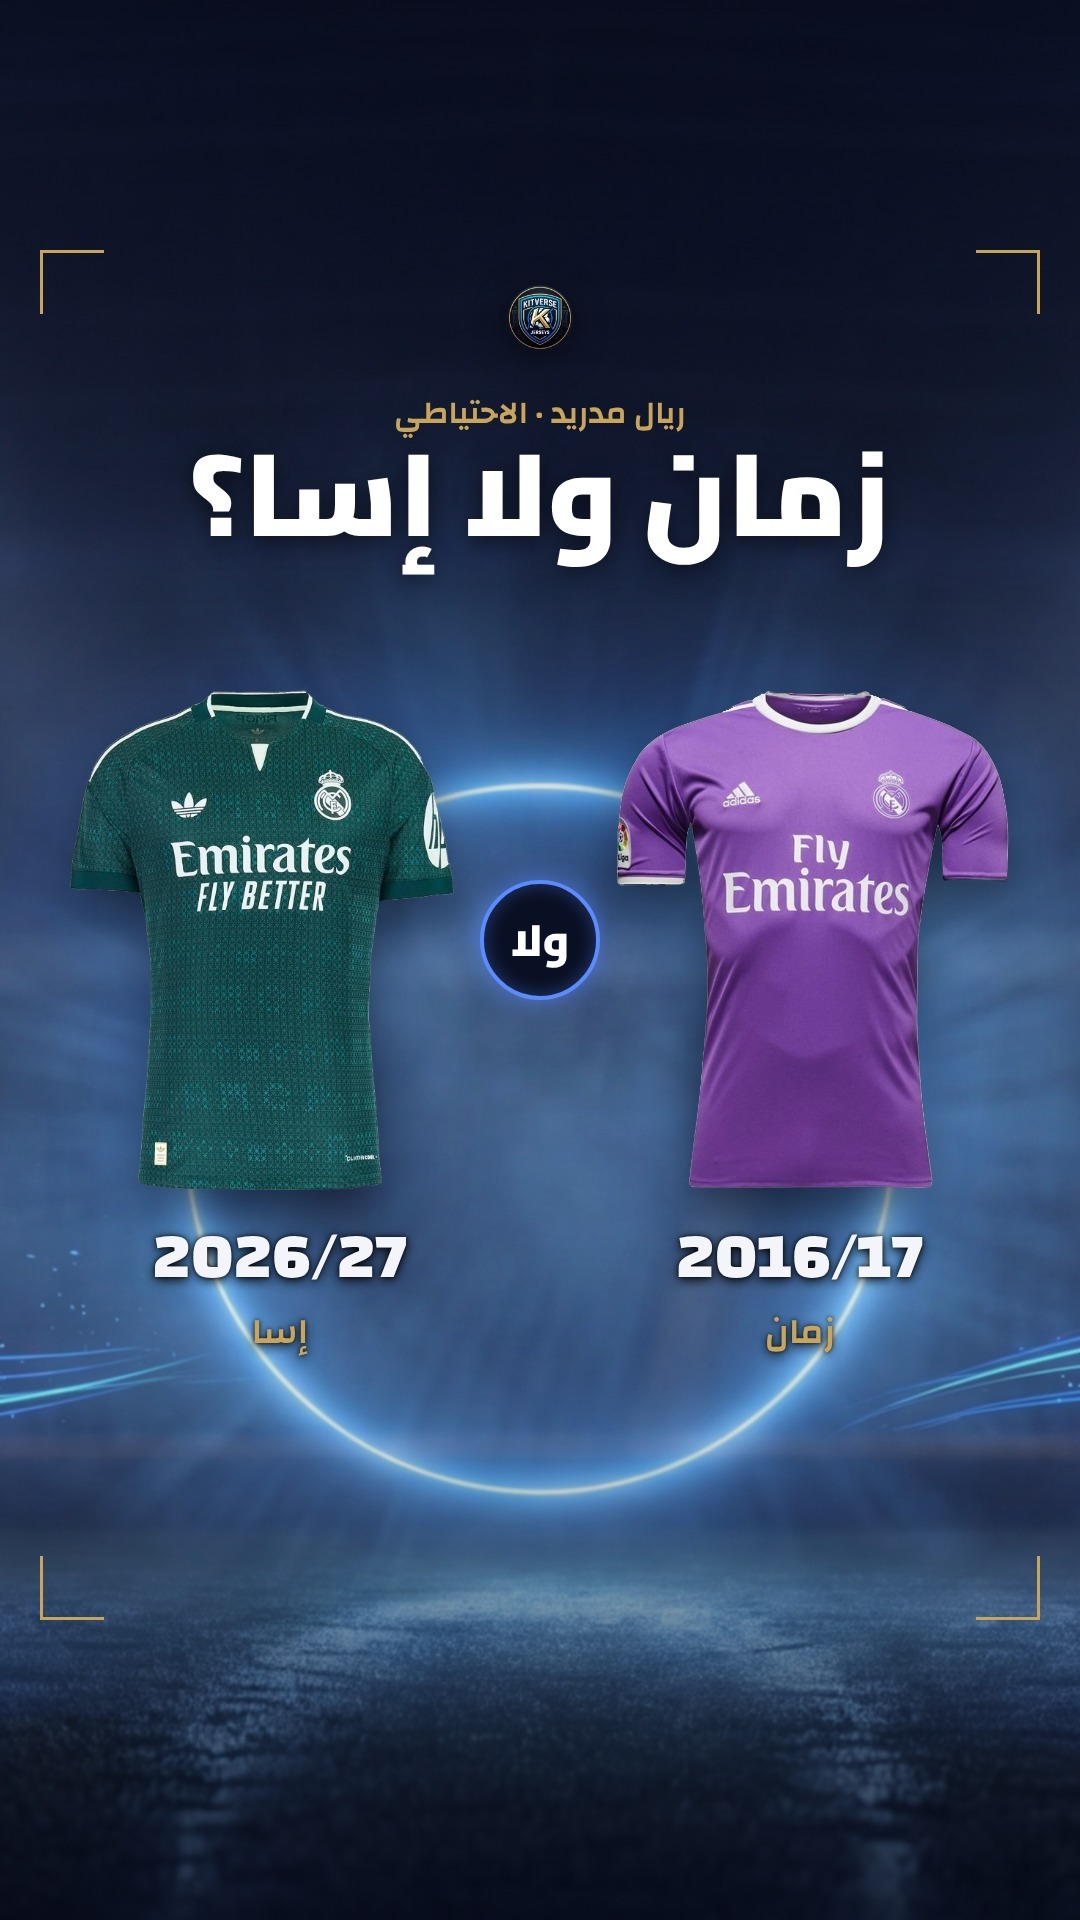 KITVERSE
JERSEYS
ريال مدريد · الاحتياطي
زمان ولا إسا؟
adidas
Fly
Emirates
ولا
Emirates
FLY BETTER
2016/17
زمان
2026/27
إسا